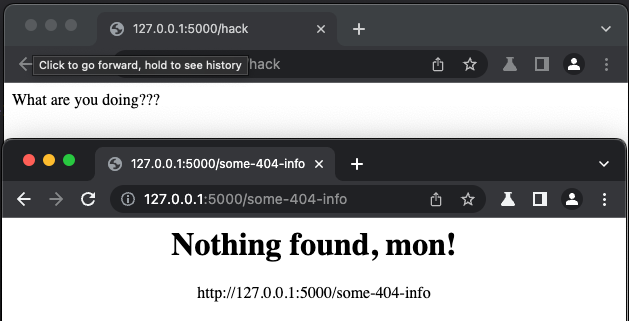 127.0.0.1:5000/hack
Click to go forward, hold to see history
/hack
What are you doing???
127.0.0.1:5000/some-404-info
127.0.0.1:5000/some-404-info
Nothing found, mon!
http://127.0.0.1:5000/some-404-info